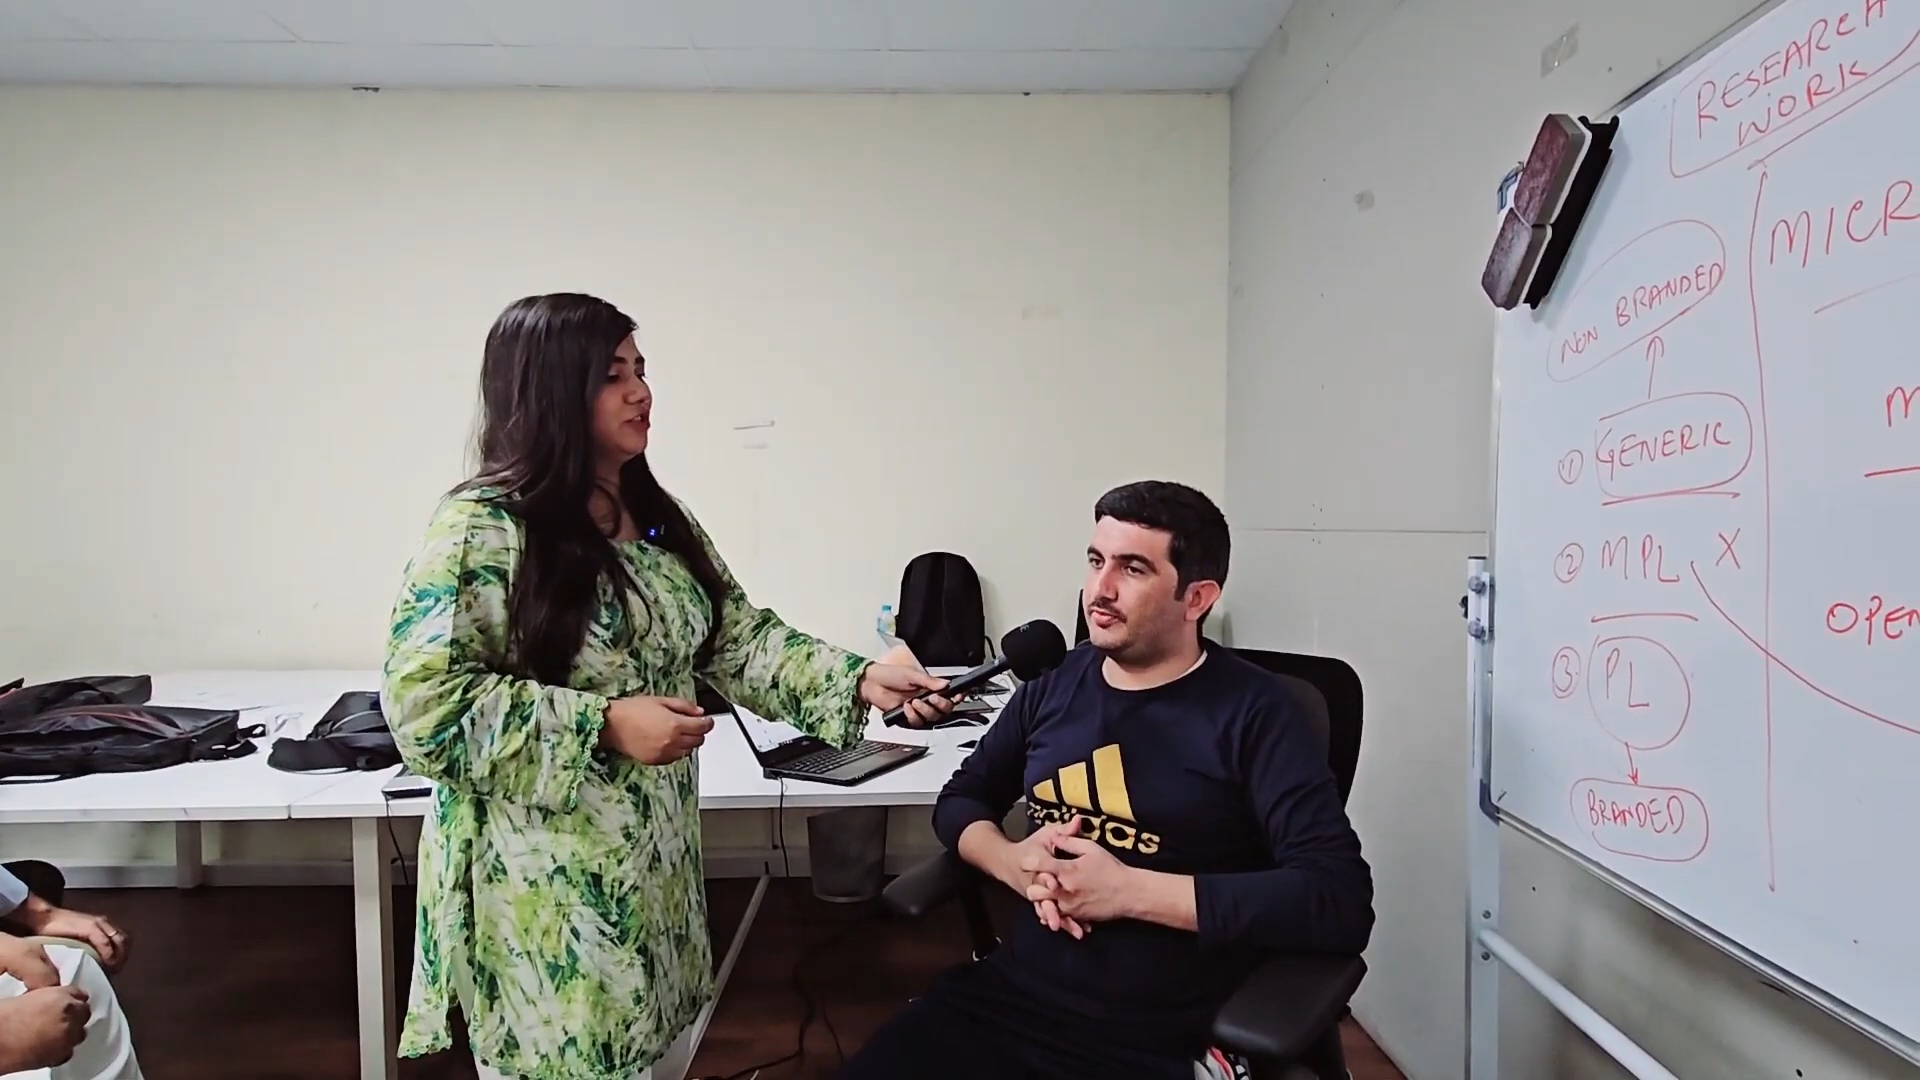 RESEARCH
WORK
NON BRANDED
① GENERIC
② MPL X
③ PL
BRANDED
MICR
M
OPEN
adidas